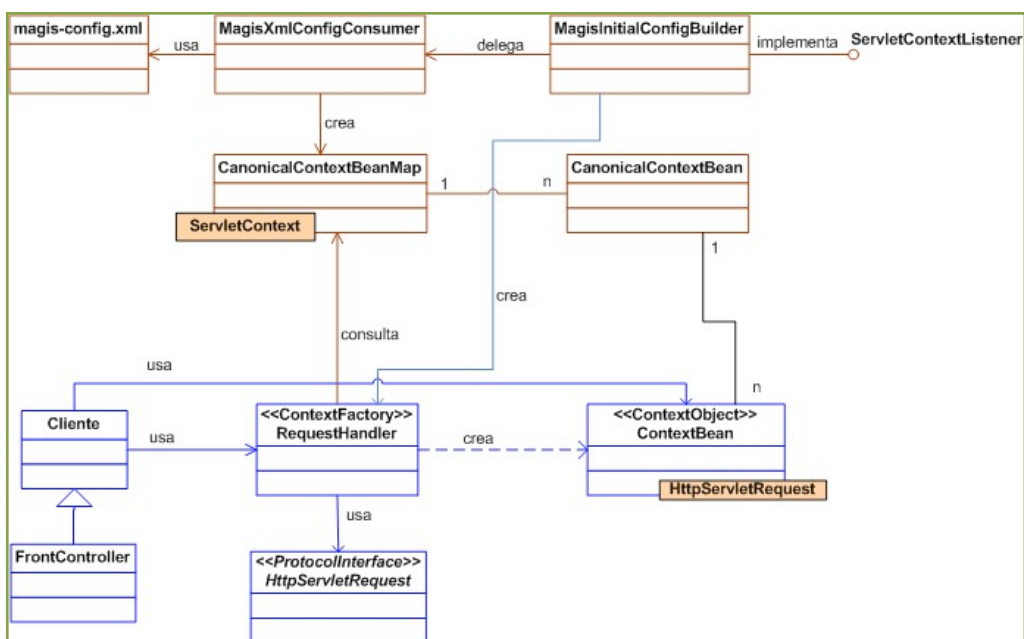 magis-config.xml
MagisXmlConfigConsumer
MagisInitialConfigBuilder
ServletContextListener
usa
delega
implementa
crea
CanonicalContextBeanMap
CanonicalContextBean
1
n
ServletContext
1
crea
consulta
usa
n
Cliente
<<ContextFactory>>
RequestHandler
<<ContextObject>>
ContextBean
usa
crea
HttpServletRequest
usa
FrontController
<<ProtocolInterface>>
HttpServletRequest